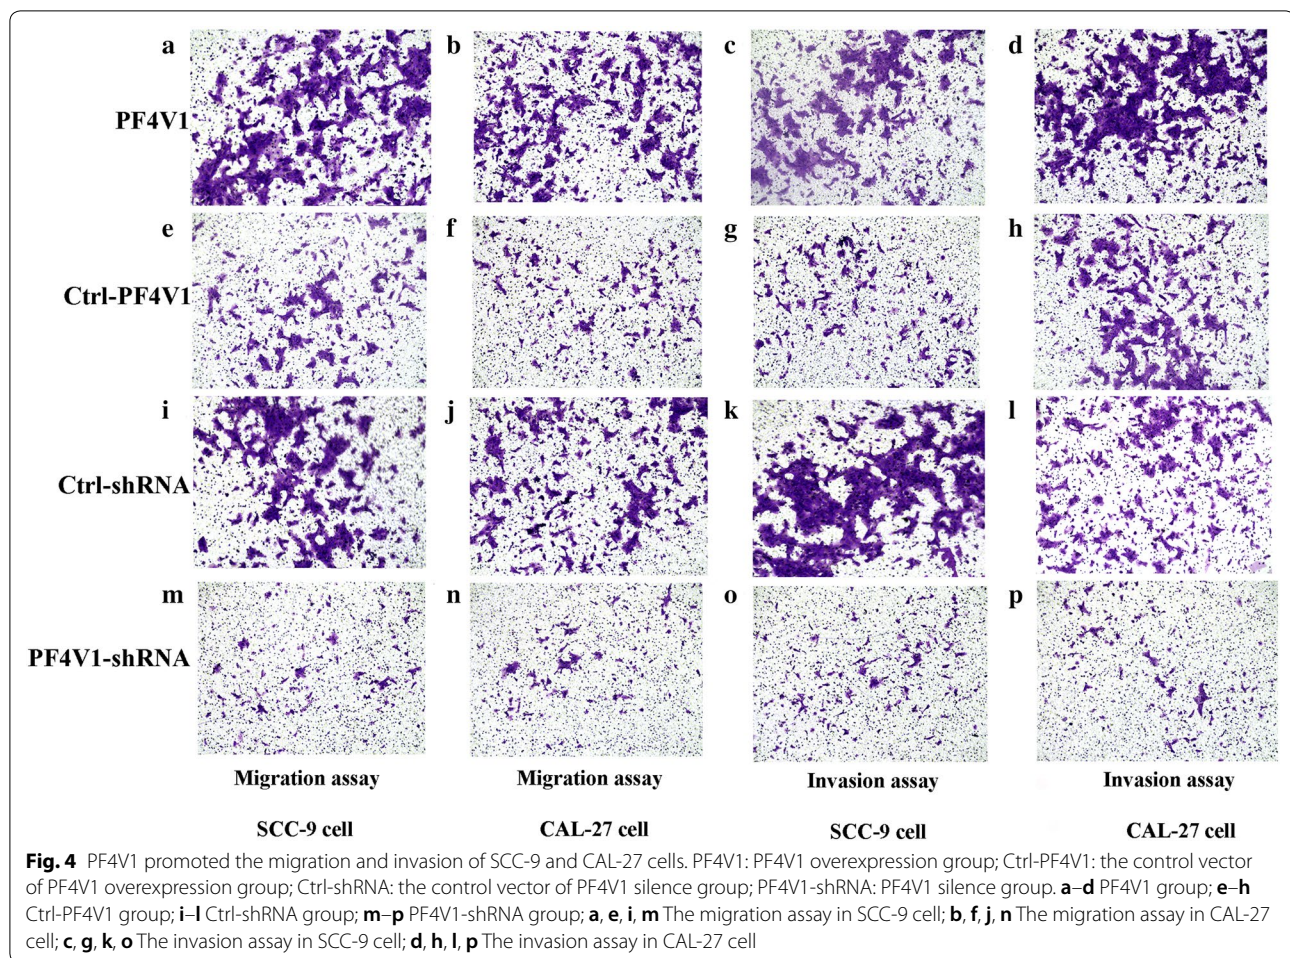 a b c d
PF4V1
e f g h
Ctrl-PF4V1
i j k l
Ctrl-shRNA
m n o p
PF4V1-shRNA
Migration assay Migration assay Invasion assay Invasion assay
SCC-9 cell CAL-27 cell SCC-9 cell CAL-27 cell
Fig. 4 PF4V1 promoted the migration and invasion of SCC-9 and CAL-27 cells. PF4V1: PF4V1 overexpression group; Ctrl-PF4V1: the control vector
of PF4V1 overexpression group; Ctrl-shRNA: the control vector of PF4V1 silence group; PF4V1-shRNA: PF4V1 silence group. a–d PF4V1 group; e–h
Ctrl-PF4V1 group; i–l Ctrl-shRNA group; m–p PF4V1-shRNA group; a, e, i, m The migration assay in SCC-9 cell; b, f, j, n The migration assay in CAL-27
cell; c, g, k, o The invasion assay in SCC-9 cell; d, h, l, p The invasion assay in CAL-27 cell